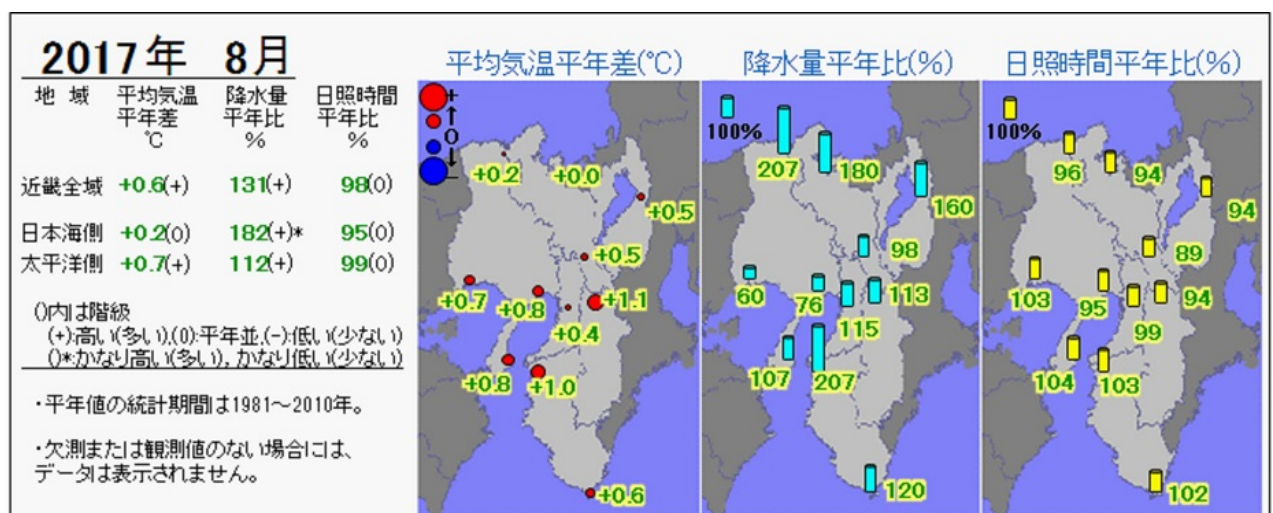 2017年 8月
地 域 平均気温 降水量 日照時間
平年差 平年比 平年比
℃ % %
近畿全域 +0.6(+) 131(+) 98(0)
日本海側 +0.2(0) 182(+)* 95(0)
太平洋側 +0.7(+) 112(+) 99(0)
()内は階級
(+):高い(多い),(0):平年並,(-):低い(少ない)
()*:かなり高い(多い), かなり低い(少ない)
・平年値の統計期間は1981～2010年。
・欠測または観測値のない場合には、
データは表示されません。
平均気温平年差(℃)
+
↑
0
↓
-
+0.2 +0.0
+0.5
+0.5
+0.7 +0.8 +1.1
+0.4
+0.8 +1.0
+0.6
降水量平年比(%)
100%
207 180
160
98
60 76 113
115
107 207
120
日照時間平年比(%)
100%
96 94
94
89
103 95 94
99
104 103
102